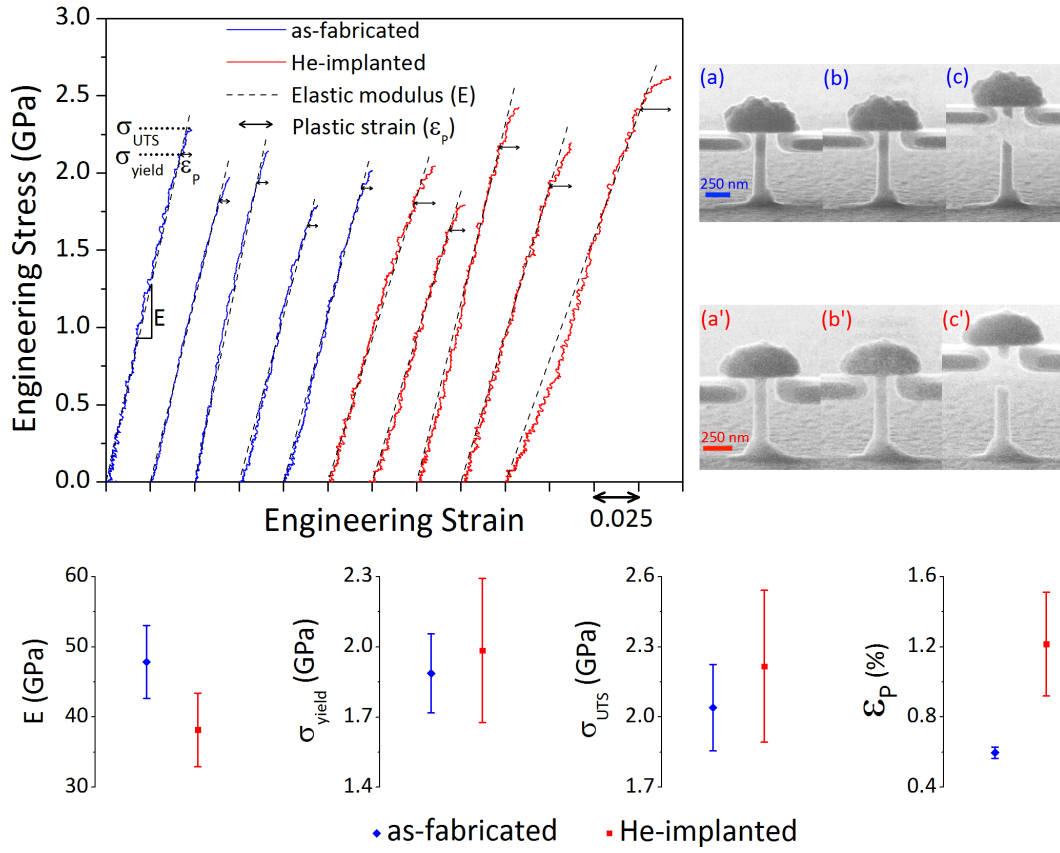 3.0
2.5
2.0
1.5
1.0
0.5
0.0
Engineering Stress (GPa)
as-fabricated
He-implanted
Elastic modulus (E)
Plastic strain (εP)
σUTS
σyield
εP
E
Engineering Strain
0.025
(a)
(b)
(c)
250 nm
(a')
(b')
(c')
250 nm
60
50
40
30
E (GPa)
2.3
2.0
1.7
1.4
σyield (GPa)
2.6
2.3
2.0
1.7
σUTS (GPa)
1.6
1.2
0.8
0.4
εP (%)
as-fabricated
He-implanted